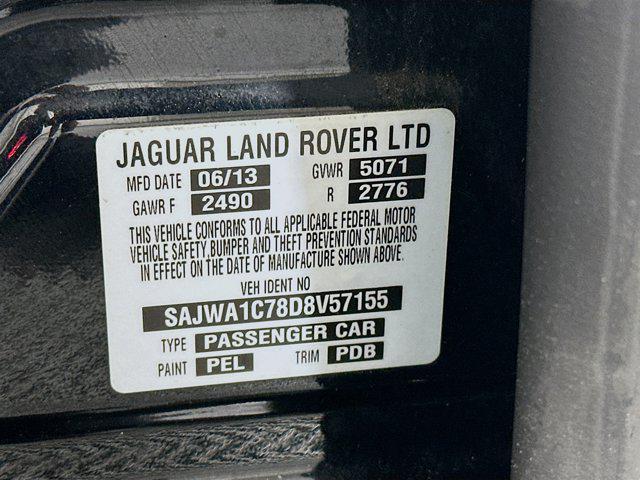 JAGUAR LAND ROVER LTD
MFD DATE 06/13 GVWR 5071
GAWR F 2490 R 2776
THIS VEHICLE CONFORMS TO ALL APPLICABLE FEDERAL MOTOR
VEHICLE SAFETY,BUMPER AND THEFT PREVENTION STANDARDS
IN EFFECT ON THE DATE OF MANUFACTURE SHOWN ABOVE.
VEH IDENT NO
SAJWA1C78D8V57155
TYPE PASSENGER CAR
PAINT PEL TRIM PDB